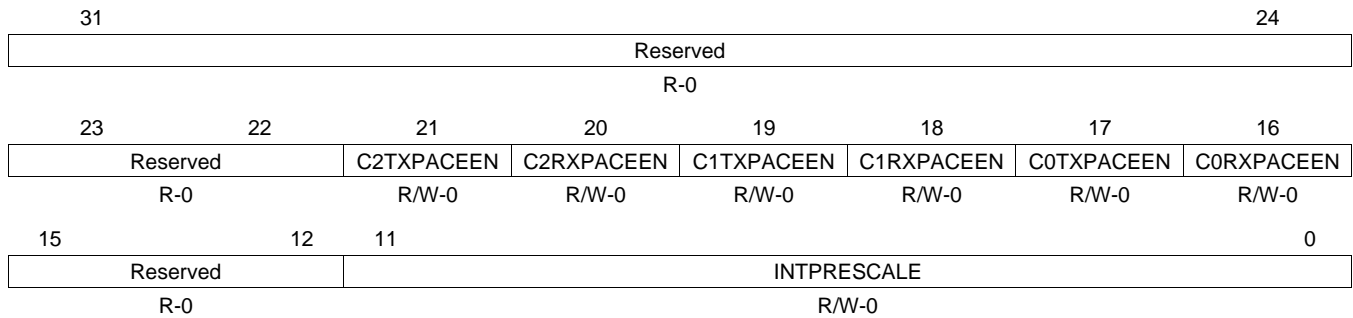 31 24
Reserved
R-0
23 22 21 20 19 18 17 16
Reserved C2TXPACEEN C2RXPACEEN C1TXPACEEN C1RXPACEEN C0TXPACEEN C0RXPACEEN
R-0 R/W-0 R/W-0 R/W-0 R/W-0 R/W-0 R/W-0
15 12 11 0
Reserved INTPRESCALE
R-0 R/W-0